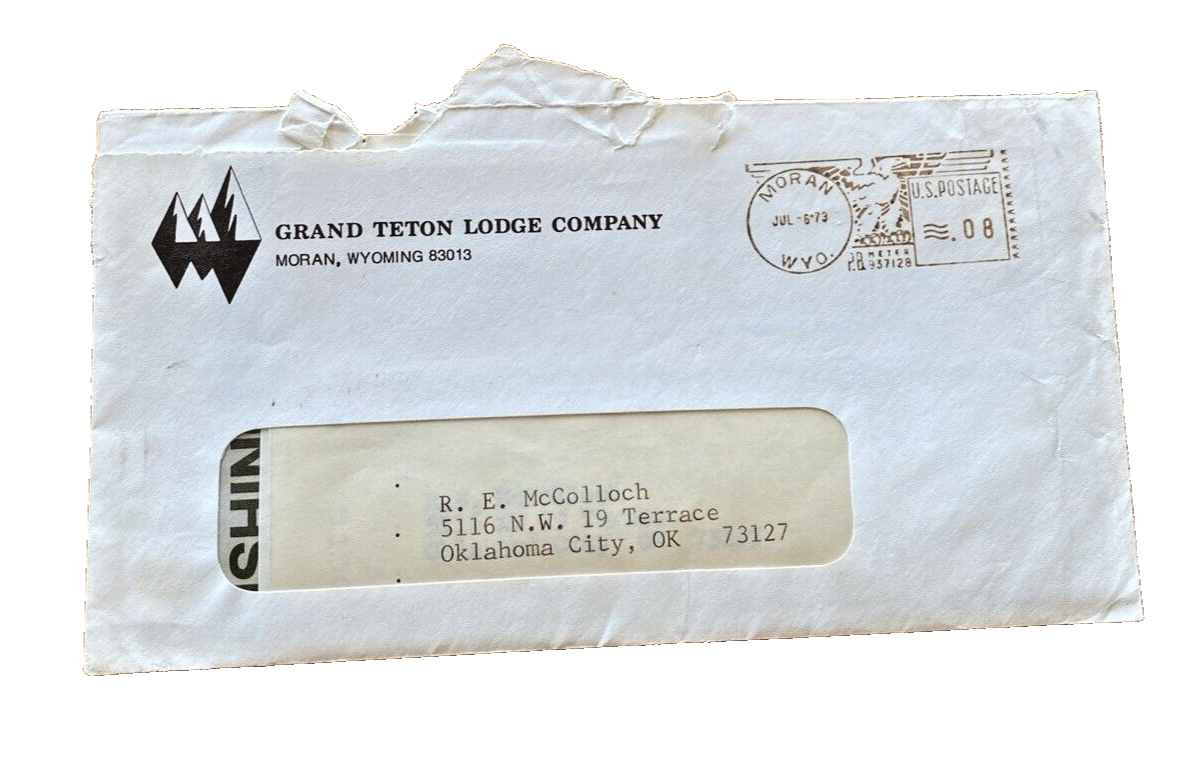 GRAND TETON LODGE COMPANY
MORAN, WYOMING 83013
MORAN
JUL -6'73
WYO.
P.B. METER
937128
U.S.POSTAGE
≈.08
SHIN
R. E. McColloch
5116 N.W. 19 Terrace
Oklahoma City, OK 73127